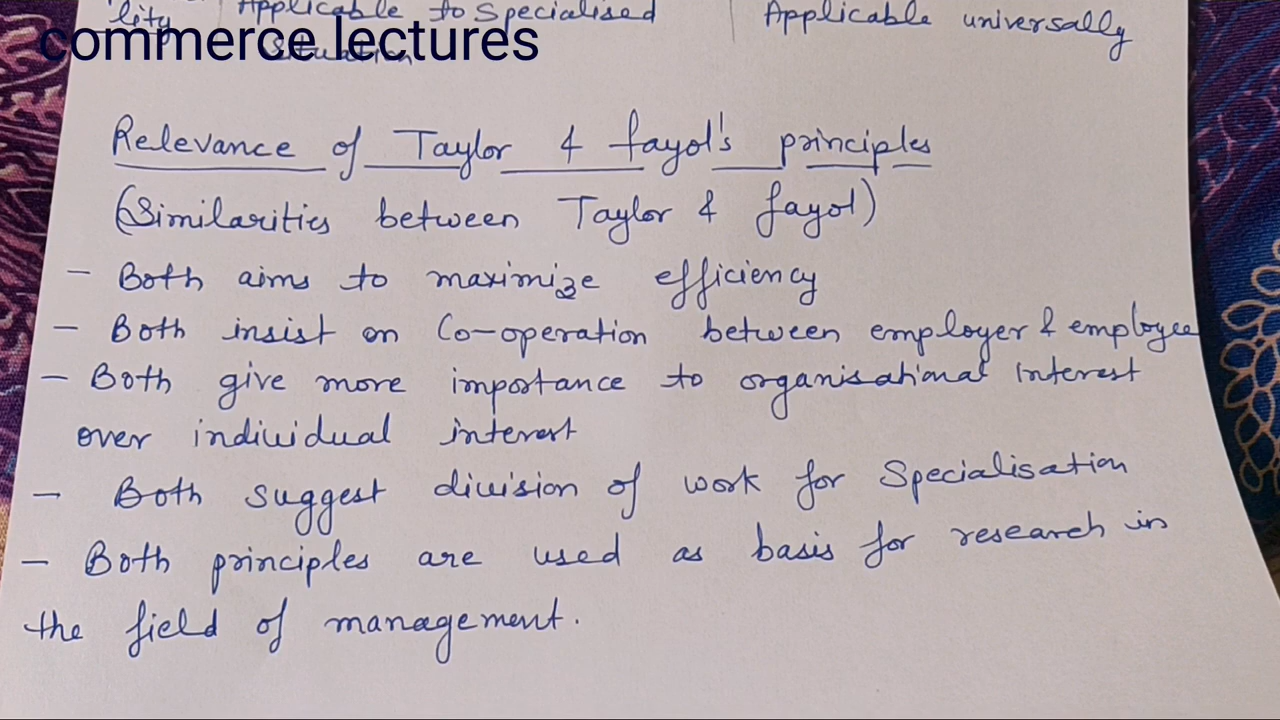 lity Applicable to Specialised Applicable universally
commerce lectures
situation
Relevance of Taylor & fayol's principles
(Similarities between Taylor & fayol)
- Both aims to maximize efficiency
- Both insist on Co-operation between employer & employee
- Both give more importance to organisational interest
over individual interest
- Both suggest division of work for Specialisation
- Both principles are used as basis for research in
the field of management.